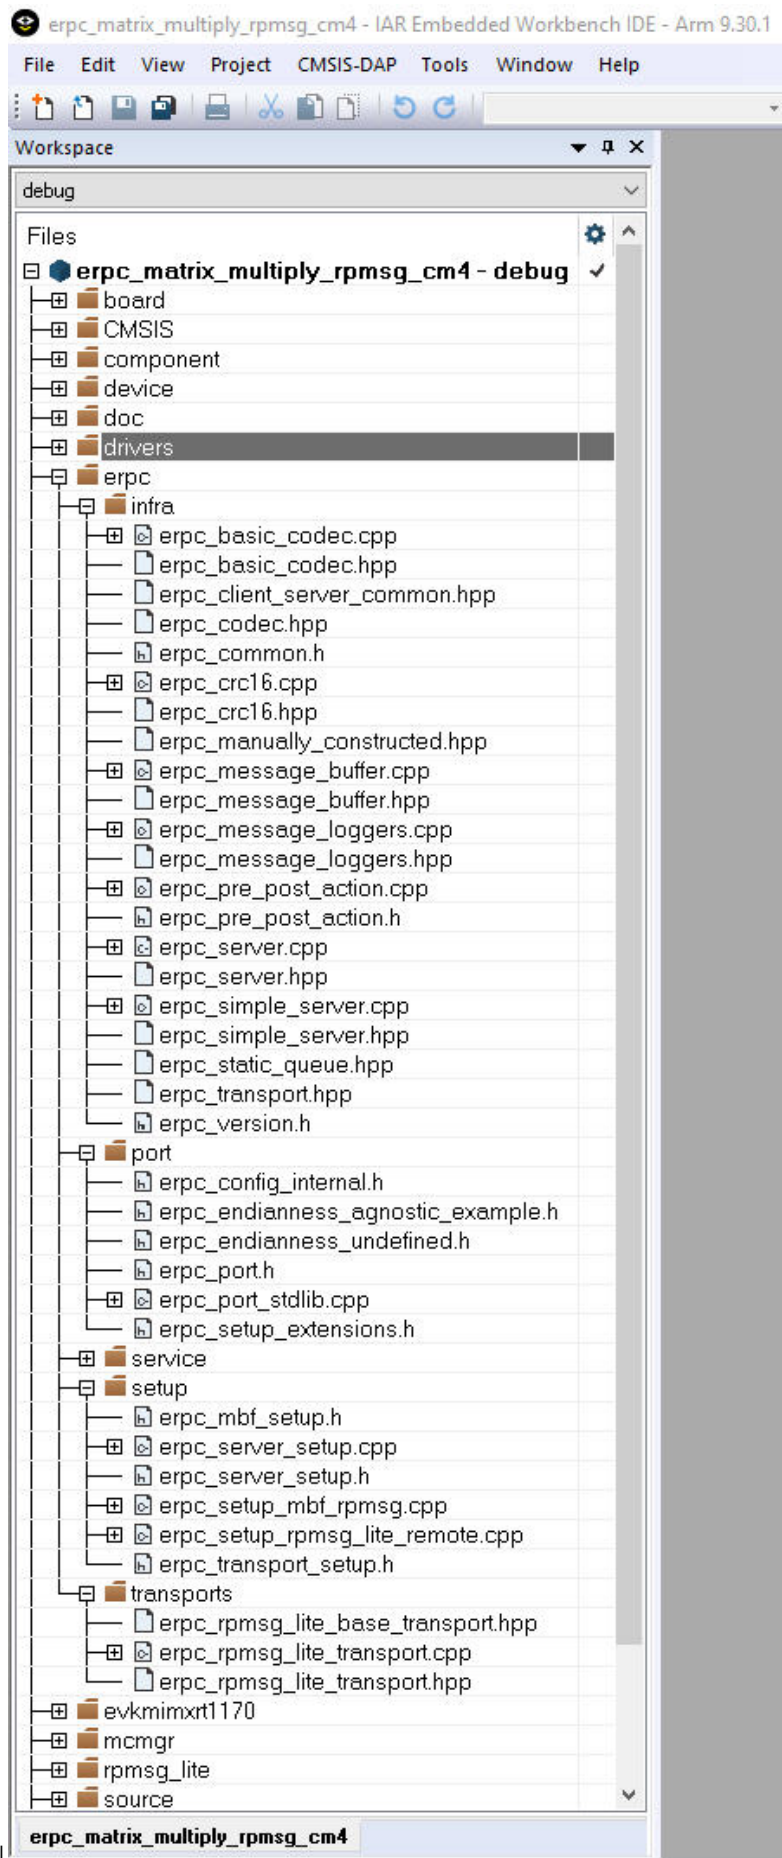 erpc_matrix_multiply_rpmsg_cm4 - IAR Embedded Workbench IDE - Arm 9.30.1
File Edit View Project CMSIS-DAP Tools Window Help
Workspace
debug
Files
erpc_matrix_multiply_rpmsg_cm4 - debug
board
CMSIS
component
device
doc
drivers
erpc
infra
erpc_basic_codec.cpp
erpc_basic_codec.hpp
erpc_client_server_common.hpp
erpc_codec.hpp
erpc_common.h
erpc_crc16.cpp
erpc_crc16.hpp
erpc_manually_constructed.hpp
erpc_message_buffer.cpp
erpc_message_buffer.hpp
erpc_message_loggers.cpp
erpc_message_loggers.hpp
erpc_pre_post_action.cpp
erpc_pre_post_action.h
erpc_server.cpp
erpc_server.hpp
erpc_simple_server.cpp
erpc_simple_server.hpp
erpc_static_queue.hpp
erpc_transport.hpp
erpc_version.h
port
erpc_config_internal.h
erpc_endianness_agnostic_example.h
erpc_endianness_undefined.h
erpc_port.h
erpc_port_stdlib.cpp
erpc_setup_extensions.h
service
setup
erpc_mbf_setup.h
erpc_server_setup.cpp
erpc_server_setup.h
erpc_setup_mbf_rpmsg.cpp
erpc_setup_rpmsg_lite_remote.cpp
erpc_transport_setup.h
transports
erpc_rpmsg_lite_base_transport.hpp
erpc_rpmsg_lite_transport.cpp
erpc_rpmsg_lite_transport.hpp
evkmimxrt1170
mcmgr
rpmsg_lite
source
erpc_matrix_multiply_rpmsg_cm4